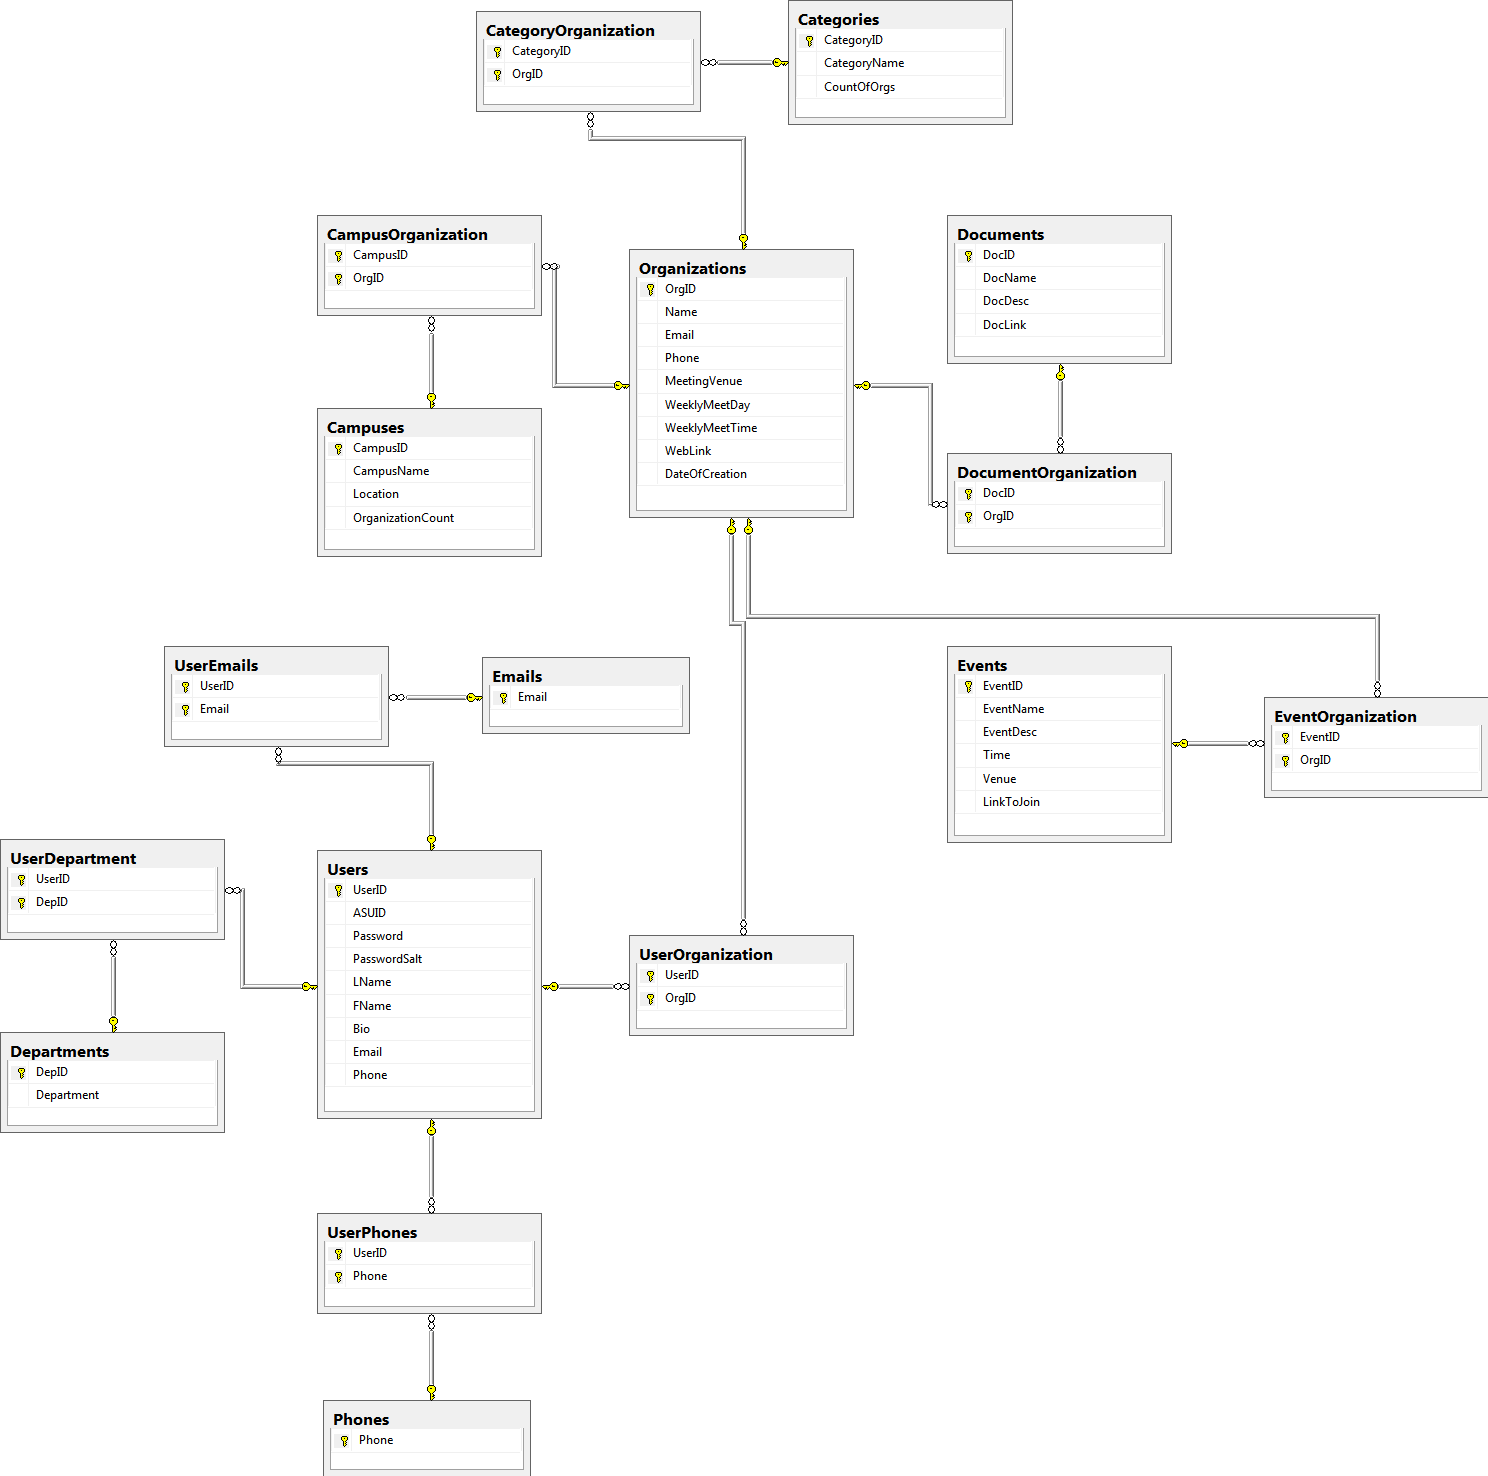 CategoryOrganization
CategoryID
OrgID
Categories
CategoryID
CategoryName
CountOfOrgs
CampusOrganization
CampusID
OrgID
Organizations
OrgID
Name
Email
Phone
MeetingVenue
WeeklyMeetDay
WeeklyMeetTime
WebLink
DateOfCreation
Documents
DocID
DocName
DocDesc
DocLink
Campuses
CampusID
CampusName
Location
OrganizationCount
DocumentOrganization
DocID
OrgID
UserEmails
UserID
Email
Emails
Email
Events
EventID
EventName
EventDesc
Time
Venue
LinkToJoin
EventOrganization
EventID
OrgID
UserDepartment
UserID
DepID
Users
UserID
ASUID
Password
PasswordSalt
LName
FName
Bio
Email
Phone
UserOrganization
UserID
OrgID
Departments
DepID
Department
UserPhones
UserID
Phone
Phones
Phone